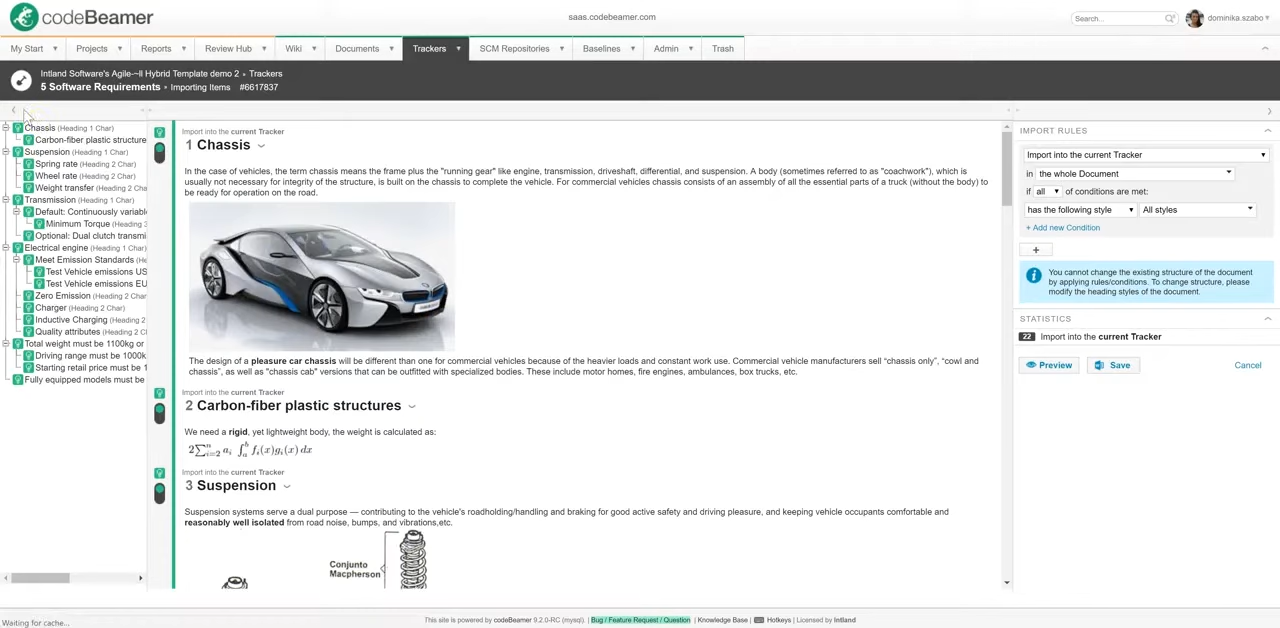 codeBeamer
saas.codebeamer.com
Search...
dominika.szabo
My Start
Projects
Reports
Review Hub
Wiki
Documents
Trackers
SCM Repositories
Baselines
Admin
Trash
Intland Software's Agile-~ll Hybrid Template demo 2 • Trackers
5 Software Requirements • Importing Items #6617837
Chassis (Heading 1 Char)
Carbon-fiber plastic structure
Suspension (Heading 1 Char)
Spring rate (Heading 2 Char)
Wheel rate (Heading 2 Char)
Weight transfer (Heading 2 Cha
Transmission (Heading 1 Char)
Default: Continuously variabl
Minimum Torque (Heading 3
Optional: Dual clutch transmi
Electrical engine (Heading 1 Char)
Meet Emission Standards (He
Test Vehicle emissions US
Test Vehicle emissions EU
Zero Emission (Heading 2 Char
Charger (Heading 2 Char)
Inductive Charging (Heading 2
Quality attributes (Heading 2 Cl
Total weight must be 1100kg or
Driving range must be 1000k
Starting retail price must be 1
Fully equipped models must be
Import into the current Tracker
1 Chassis
In the case of vehicles, the term chassis means the frame plus the "running gear" like engine, transmission, driveshaft, differential, and suspension. A body (sometimes referred to as "coachwork"), which is
usually not necessary for integrity of the structure, is built on the chassis to complete the vehicle. For commercial vehicles chassis consists of an assembly of all the essential parts of a truck (without the body) to
be ready for operation on the road.
The design of a pleasure car chassis will be different than one for commercial vehicles because of the heavier loads and constant work use. Commercial vehicle manufacturers sell “chassis only”, “cowl and
chassis”, as well as "chassis cab" versions that can be outfitted with specialized bodies. These include motor homes, fire engines, ambulances, box trucks, etc.
Import into the current Tracker
2 Carbon-fiber plastic structures
We need a rigid, yet lightweight body, the weight is calculated as:
2∑ⁿᵢ₌₂ aᵢ ∫ₐᵇ fᵢ(x)gᵢ(x) dx
Import into the current Tracker
3 Suspension
Suspension systems serve a dual purpose — contributing to the vehicle's roadholding/handling and braking for good active safety and driving pleasure, and keeping vehicle occupants comfortable and
reasonably well isolated from road noise, bumps, and vibrations,etc.
Conjunto
Macpherson
IMPORT RULES
Import into the current Tracker
in the whole Document
if all of conditions are met:
has the following style All styles
+ Add new Condition
+
You cannot change the existing structure of the document
by applying rules/conditions. To change structure, please
modify the heading styles of the document.
STATISTICS
22 Import into the current Tracker
Preview
Save
Cancel
Waiting for cache...
This site is powered by codeBeamer 9.2.0-RC (mysql). | Bug / Feature Request / Question | Knowledge Base | Hotkeys | Licensed by Intland